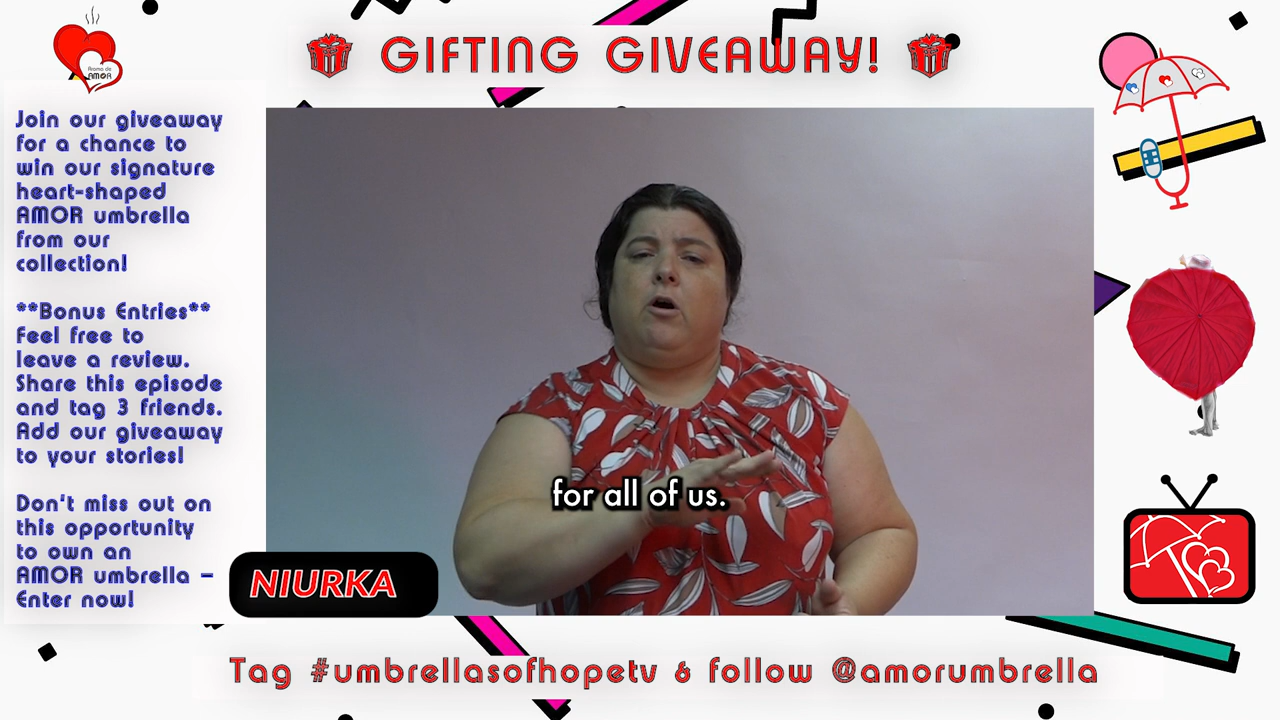 GIFTING GIVEAWAY!
Aroma de
AMOR
Join our giveaway
for a chance to
win our signature
heart-shaped
AMOR umbrella
from our
collection!
**Bonus Entries**
Feel free to
leave a review.
Share this episode
and tag 3 friends.
Add our giveaway
to your stories!
Don't miss out on
this opportunity
to own an
AMOR umbrella –
Enter now!
for all of us.
NIURKA
Tag #umbrellasofhopetv & follow @amorumbrella